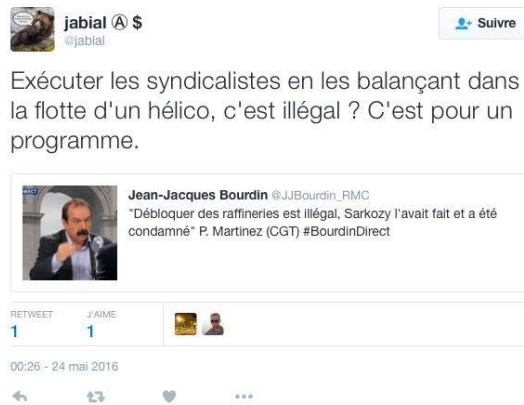 jabial Ⓐ $
@jabial
Suivre
Exécuter les syndicalistes en les balançant dans
la flotte d'un hélico, c'est illégal ? C'est pour un
programme.
Jean-Jacques Bourdin @JJBourdin_RMC
"Débloquer des raffineries est illégal, Sarkozy l'avait fait et a été
condamné" P. Martinez (CGT) #BourdinDirect
RETWEET J'AIME
1 1
00:26 - 24 mai 2016